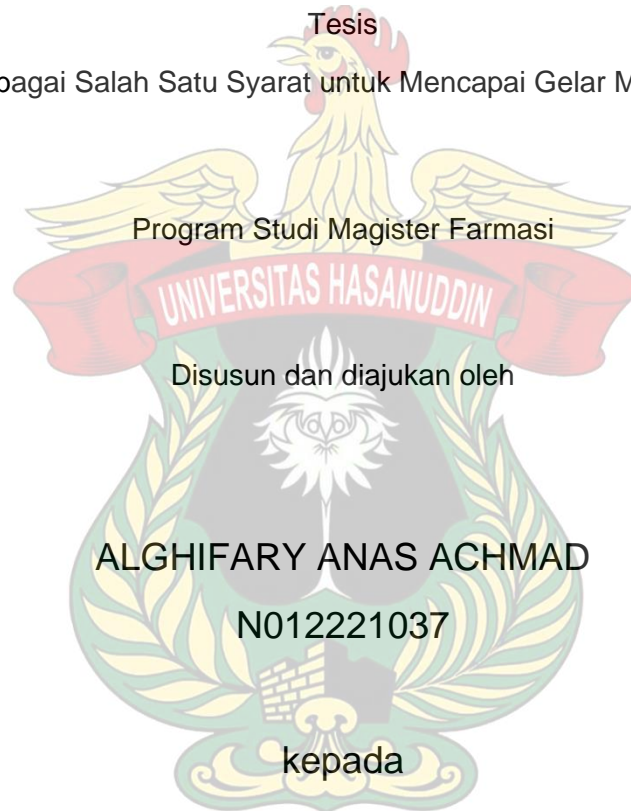 Tesis
bagai Salah Satu Syarat untuk Mencapai Gelar M
Program Studi Magister Farmasi
UNIVERSITAS HASANUDDIN
Disusun dan diajukan oleh
ALGHIFARY ANAS ACHMAD
N012221037
kepada